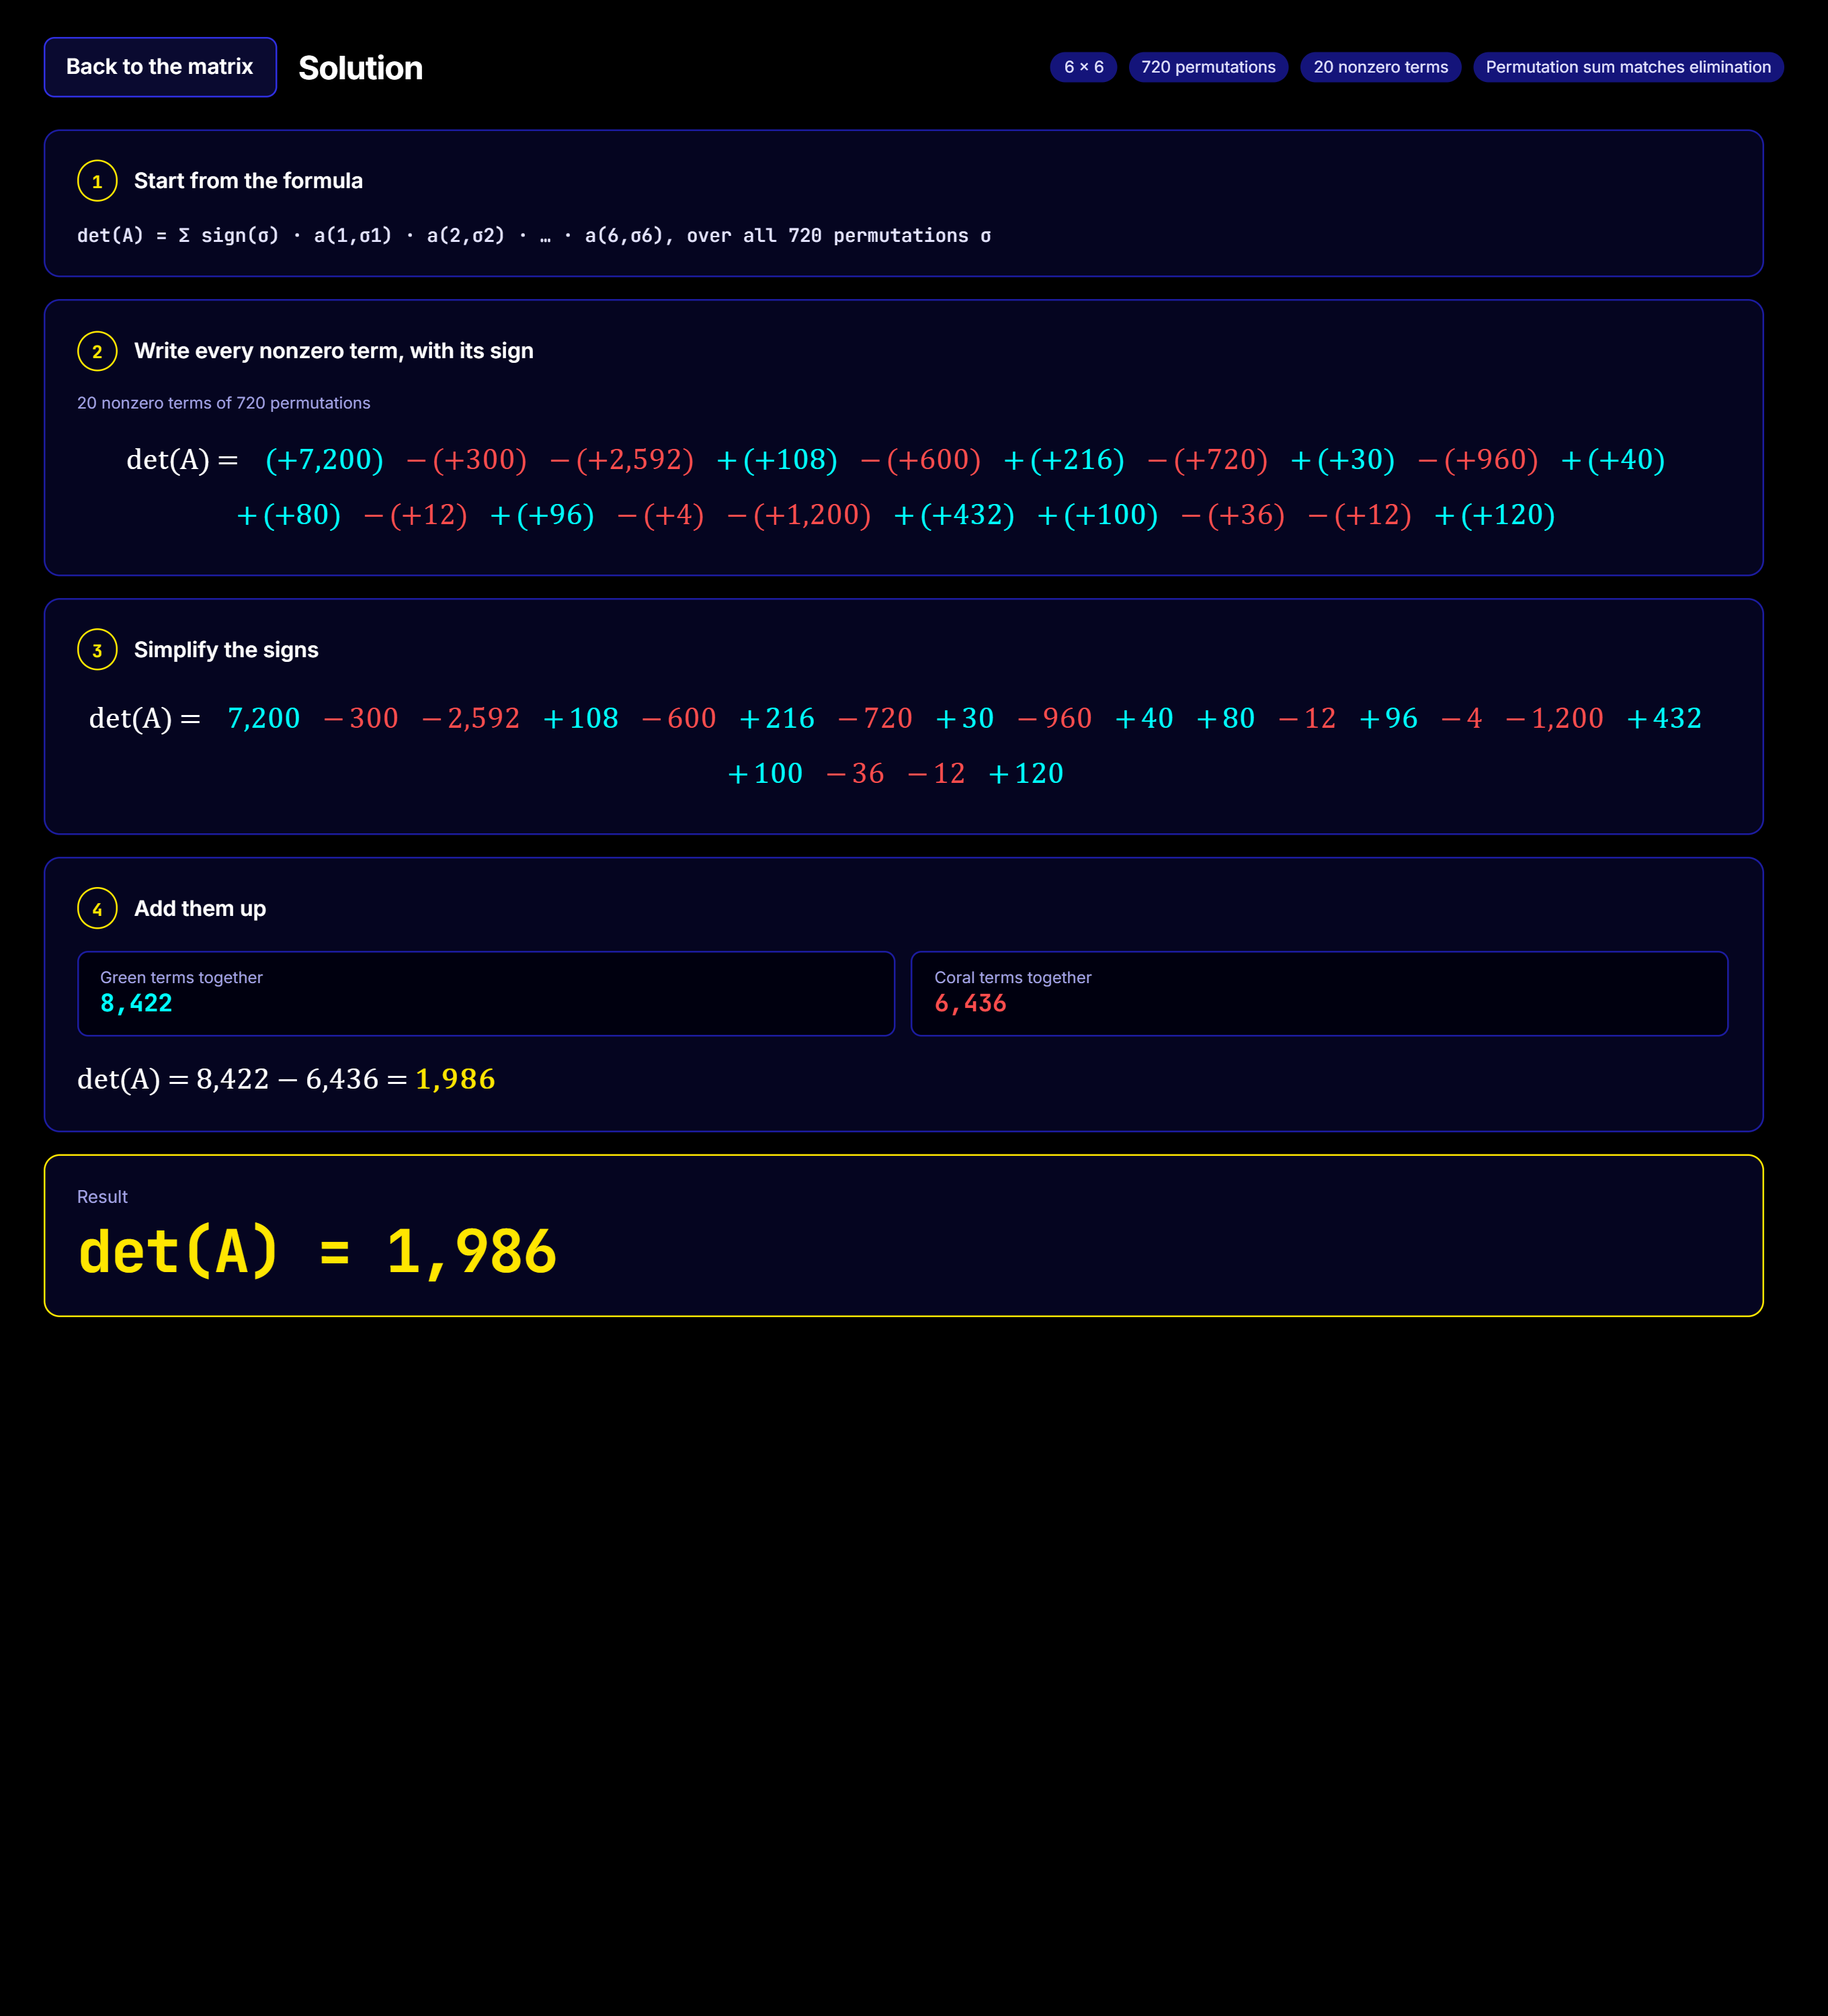 Back to the matrix
Solution
6 × 6
720 permutations
20 nonzero terms
Permutation sum matches elimination
1
Start from the formula
det(A) = Σ sign(σ) · a(1,σ1) · a(2,σ2) · … · a(6,σ6), over all 720 permutations σ
2
Write every nonzero term, with its sign
20 nonzero terms of 720 permutations
det(A) = (+7,200) − (+300) − (+2,592) + (+108) − (+600) + (+216) − (+720) + (+30) − (+960) + (+40)
+ (+80) − (+12) + (+96) − (+4) − (+1,200) + (+432) + (+100) − (+36) − (+12) + (+120)
3
Simplify the signs
det(A) = 7,200 − 300 − 2,592 + 108 − 600 + 216 − 720 + 30 − 960 + 40 + 80 − 12 + 96 − 4 − 1,200 + 432
+ 100 − 36 − 12 + 120
4
Add them up
Green terms together
8,422
Coral terms together
6,436
det(A) = 8,422 − 6,436 = 1,986
Result
det(A) = 1,986